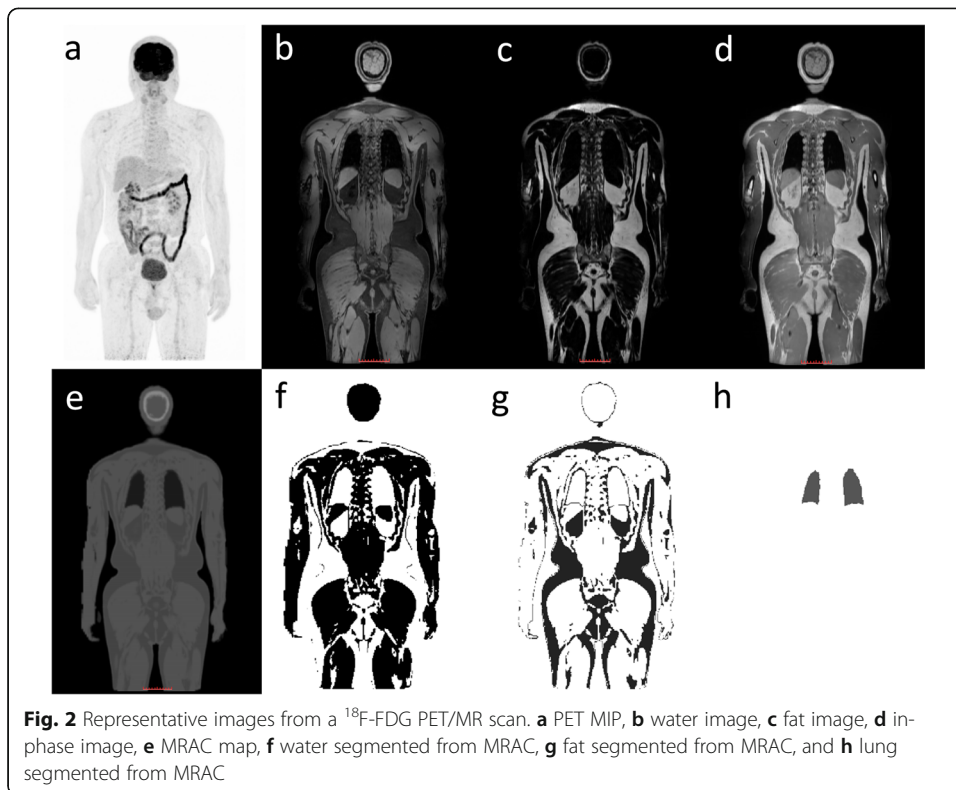 a b c d
e f g h
Fig. 2 Representative images from a ¹⁸F-FDG PET/MR scan. a PET MIP, b water image, c fat image, d in-
phase image, e MRAC map, f water segmented from MRAC, g fat segmented from MRAC, and h lung
segmented from MRAC